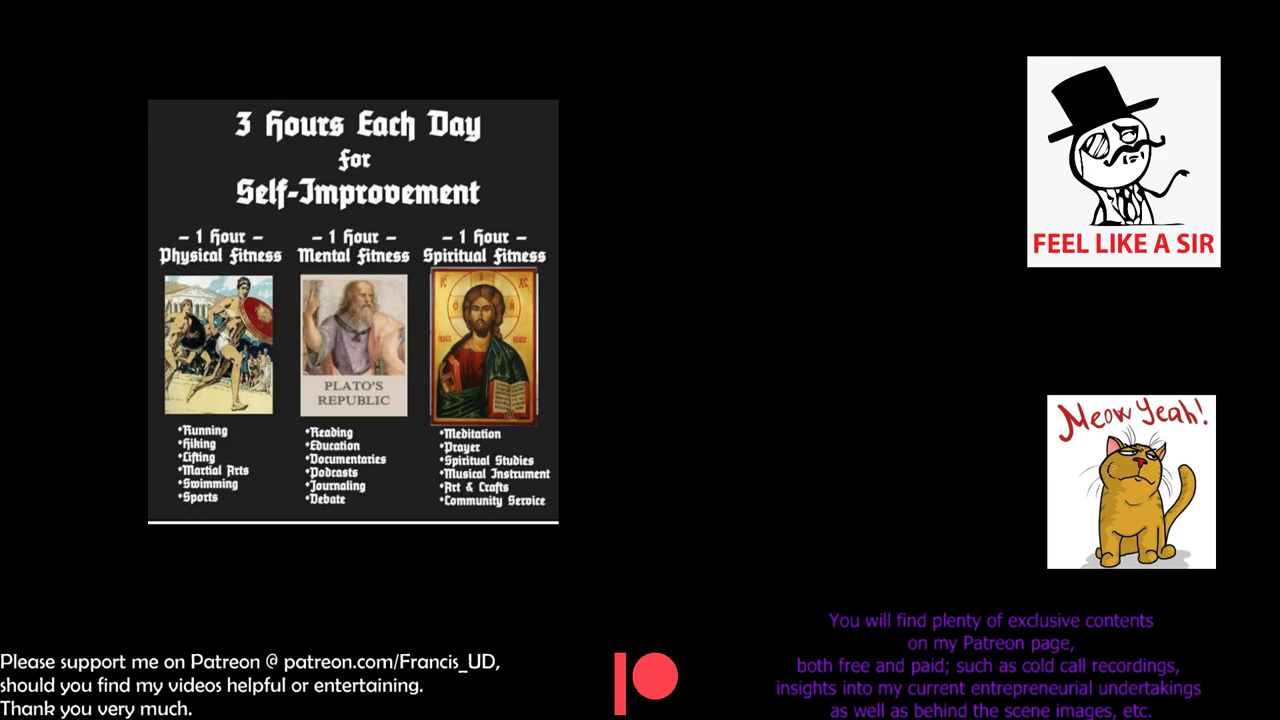 3 Hours Each Day
for
Self-Improvement
– 1 Hour –
Physical Fitness
•Running
•Hiking
•Lifting
•Martial Arts
•Swimming
•Sports
– 1 Hour –
Mental Fitness
PLATO'S
REPUBLIC
•Reading
•Education
•Documentaries
•Podcasts
•Journaling
•Debate
– 1 Hour –
Spiritual Fitness
IC XC
•Meditation
•Prayer
•Spiritual Studies
•Musical Instrument
•Art & Crafts
•Community Service
FEEL LIKE A SIR
Meow Yeah!
Please support me on Patreon @ patreon.com/Francis_UD,
should you find my videos helpful or entertaining.
Thank you very much.
You will find plenty of exclusive contents
on my Patreon page,
both free and paid; such as cold call recordings,
insights into my current entrepreneurial undertakings
as well as behind the scene images, etc.